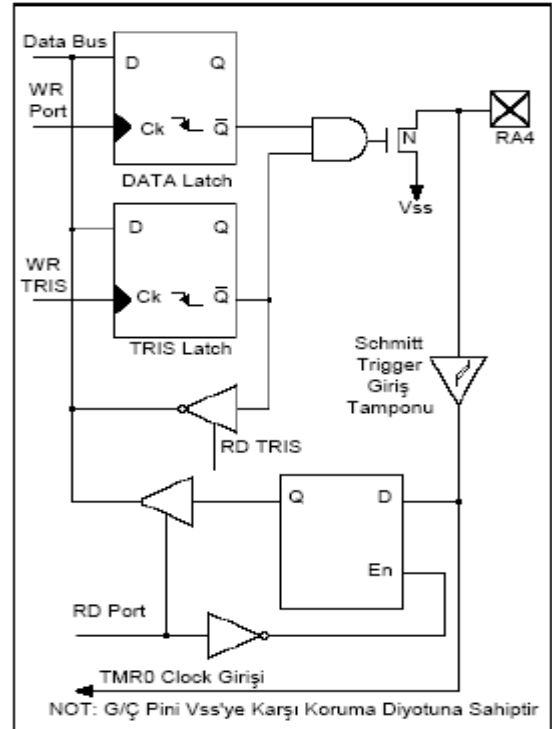 Data Bus
D
Q
WR
Port
Ck
Q
N
RA4
DATA Latch
Vss
D
Q
WR
TRIS
Ck
Q
TRIS Latch
Schmitt
Trigger
Giriş
Tamponu
RD TRIS
Q
D
En
RD Port
TMR0 Clock Girişi
NOT: G/Ç Pini Vss'ye Karşı Koruma Diyotuna Sahiptir